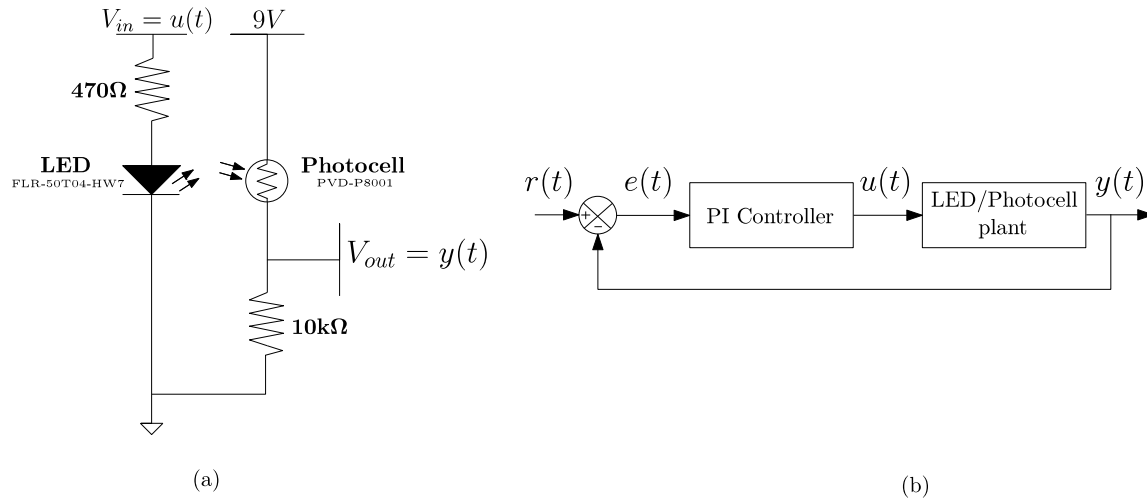 V_in = u(t)
9V
470Ω
LED
FLR-50T04-HW7
Photocell
PVD-P8001
V_out = y(t)
10kΩ
(a)
r(t)
+
−
e(t)
PI Controller
u(t)
LED/Photocell
plant
y(t)
(b)